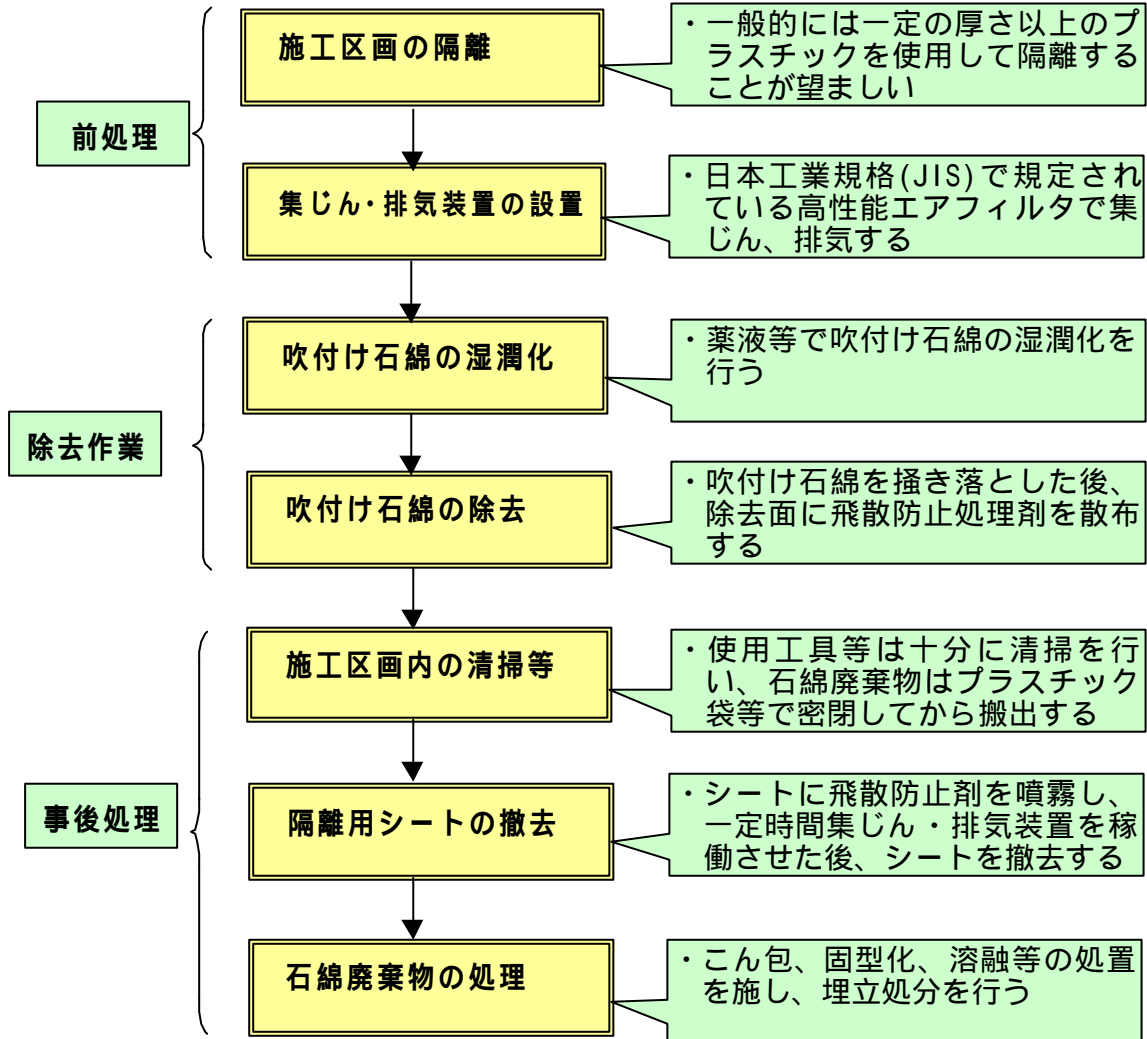 前処理
施工区画の隔離
・一般的には一定の厚さ以上のプ
ラスチックを使用して隔離する
ことが望ましい
集じん・排気装置の設置
・日本工業規格(JIS)で規定され
ている高性能エアフィルタで集
じん、排気する
除去作業
吹付け石綿の湿潤化
・薬液等で吹付け石綿の湿潤化を
行う
吹付け石綿の除去
・吹付け石綿を掻き落とした後、
除去面に飛散防止処理剤を散布
する
事後処理
施工区画内の清掃等
・使用工具等は十分に清掃を行
い、石綿廃棄物はプラスチック
袋等で密閉してから搬出する
隔離用シートの撤去
・シートに飛散防止剤を噴霧し、
一定時間集じん・排気装置を稼
働させた後、シートを撤去する
石綿廃棄物の処理
・こん包、固型化、溶融等の処置
を施し、埋立処分を行う